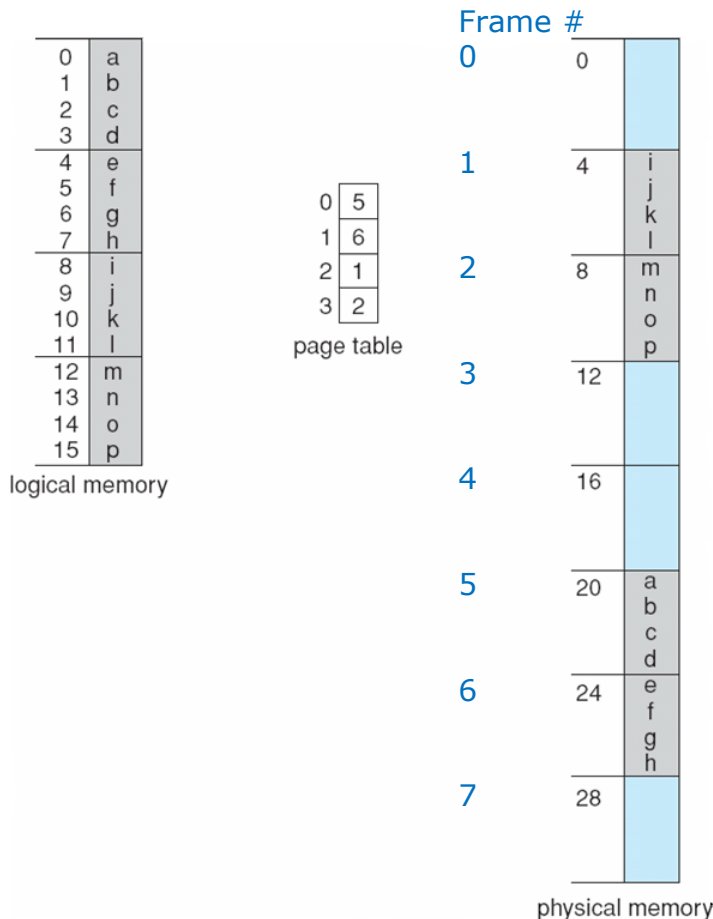 Frame #
0 a
1 b
2 c
3 d
4 e
5 f
6 g
7 h
8 i
9 j
10 k
11 l
12 m
13 n
14 o
15 p
logical memory
0 5
1 6
2 1
3 2
page table
0 0
1 4 i
j
k
l
2 8 m
n
o
p
3 12
4 16
5 20 a
b
c
d
6 24 e
f
g
h
7 28
physical memory